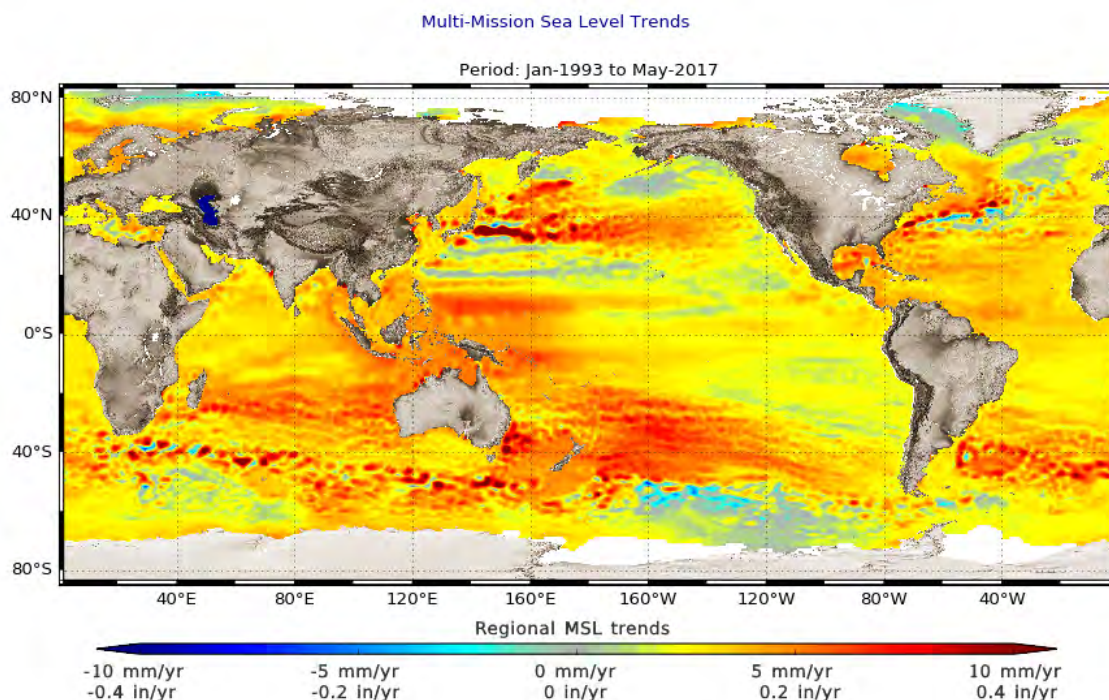 Multi-Mission Sea Level Trends
Period: Jan-1993 to May-2017
80°N
40°N
0°S
40°S
80°S
40°E 80°E 120°E 160°E 160°W 120°W 80°W 40°W
Regional MSL trends
-10 mm/yr -5 mm/yr 0 mm/yr 5 mm/yr 10 mm/yr
-0.4 in/yr -0.2 in/yr 0 in/yr 0.2 in/yr 0.4 in/yr